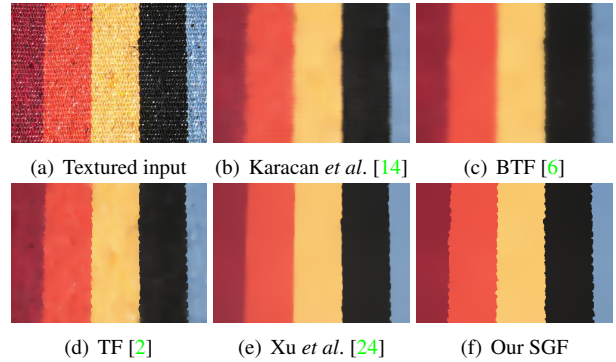 (a) Textured input
(b) Karacan et al. [14]
(c) BTF [6]
(d) TF [2]
(e) Xu et al. [24]
(f) Our SGF